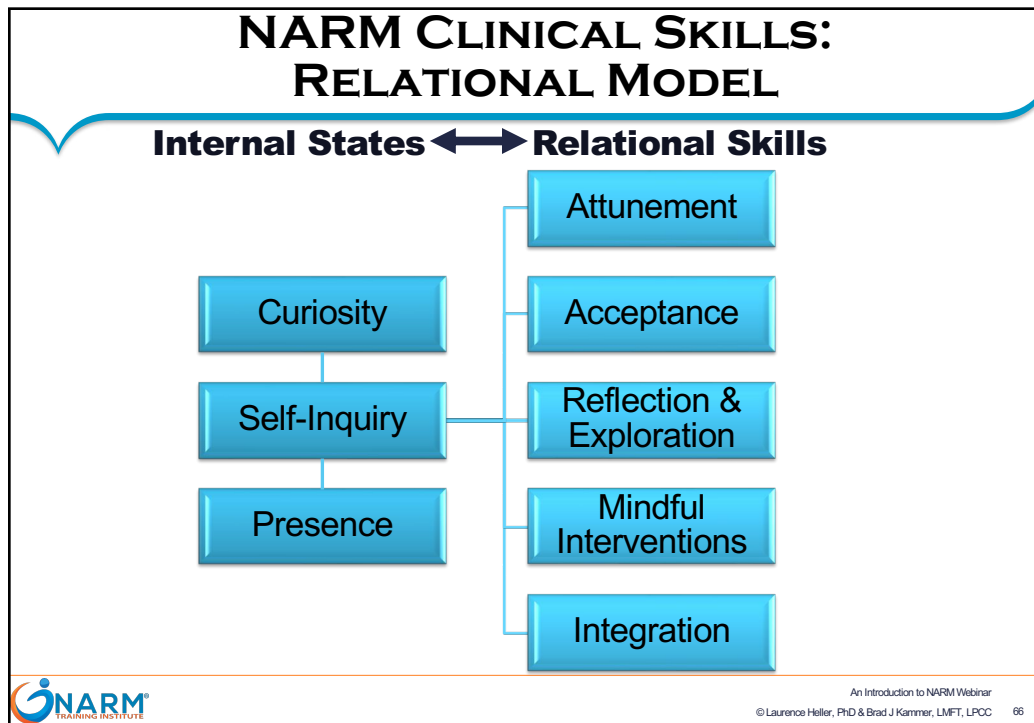 NARM CLINICAL SKILLS:
RELATIONAL MODEL
Internal States
Relational Skills
Curiosity
Self-Inquiry
Presence
Attunement
Acceptance
Reflection &
Exploration
Mindful
Interventions
Integration
NARM®
TRAINING INSTITUTE
An Introduction to NARM Webinar
© Laurence Heller, PhD & Brad J Kammer, LMFT, LPCC 66